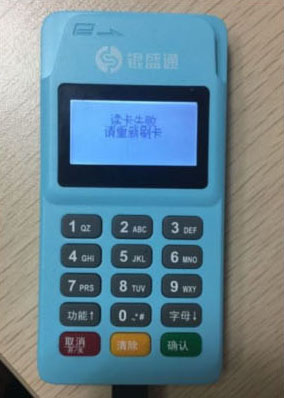 银盛通
读卡失败
请重新刷卡
1 QZ 2 ABC 3 DEF
4 GHI 5 JKL 6 MNO
7 PRS 8 TUV 9 WXY
功能↑ 0 .,*# 字母↓
取消 清除 确认
开/关